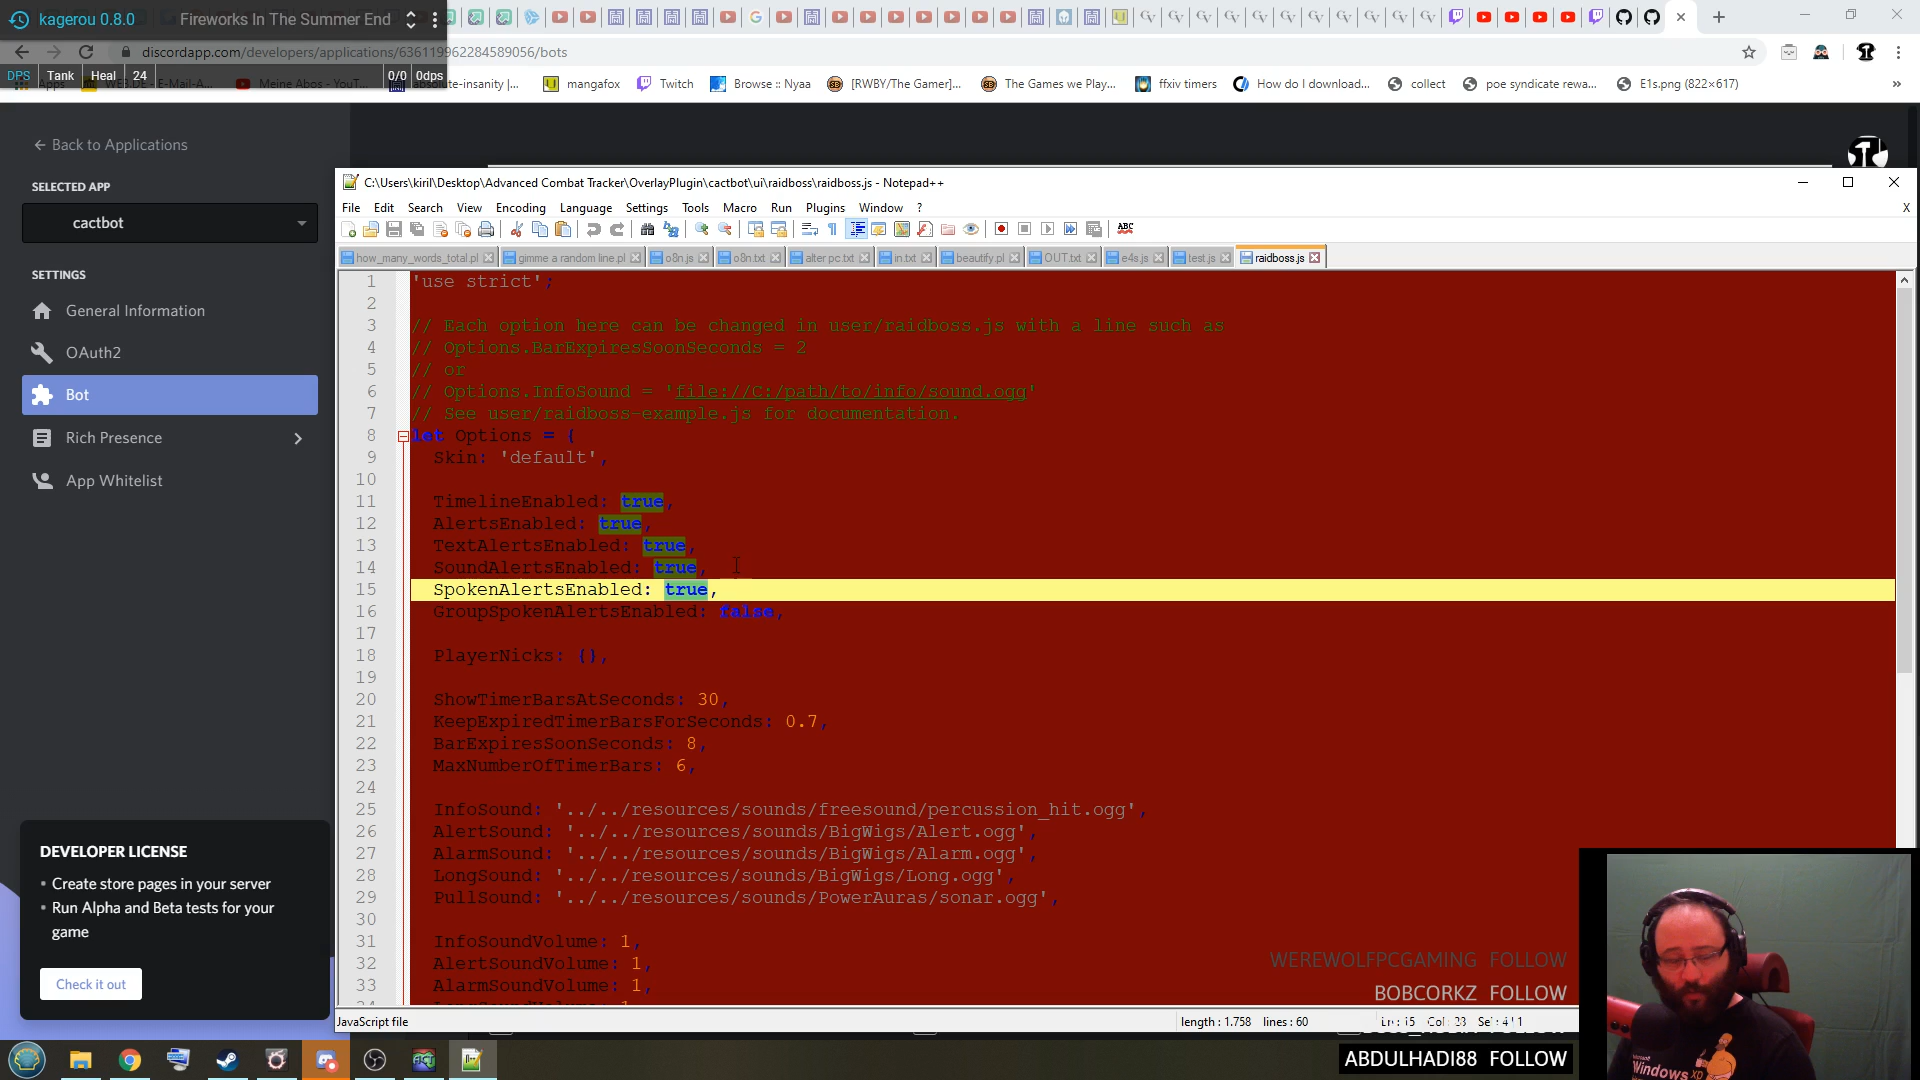 kagerou 0.8.0 Fireworks In The Summer End
discordapp.com/developers/applications/636119962284589056/bots
DPS Tank Heal 24 0/0 0dps
mangafox Twitch Browse :: Nyaa [RWBY/The Gamer]... The Games we Play... ffxiv timers How do I download... collect poe syndicate rewa... E1s.png (822×617) »
← Back to Applications
SELECTED APP
cactbot
SETTINGS
General Information
OAuth2
Bot
Rich Presence
App Whitelist
DEVELOPER LICENSE
• Create store pages in your server
• Run Alpha and Beta tests for your
game
Check it out
C:\Users\kiril\Desktop\Advanced Combat Tracker\OverlayPlugin\cactbot\ui\raidboss\raidboss.js - Notepad++
File Edit Search View Encoding Language Settings Tools Macro Run Plugins Window ? X
how_many_words_total.pl gimme a random line.pl o8n.js o8n.txt alter pc.txt in.txt beautify.pl OUT.txt e4s.js test.js raidboss.js
1 'use strict';
2
3 // Each option here can be changed in user/raidboss.js with a line such as
4 // Options.BarExpiresSoonSeconds = 2
5 // or
6 // Options.InfoSound = 'file://C:/path/to/info/sound.ogg'
7 // See user/raidboss-example.js for documentation.
8 let Options = {
9 Skin: 'default',
10
11 TimelineEnabled: true,
12 AlertsEnabled: true,
13 TextAlertsEnabled: true,
14 SoundAlertsEnabled: true,
15 SpokenAlertsEnabled: true,
16 GroupSpokenAlertsEnabled: false,
17
18 PlayerNicks: {},
19
20 ShowTimerBarsAtSeconds: 30,
21 KeepExpiredTimerBarsForSeconds: 0.7,
22 BarExpiresSoonSeconds: 8,
23 MaxNumberOfTimerBars: 6,
24
25 InfoSound: '../../resources/sounds/freesound/percussion_hit.ogg',
26 AlertSound: '../../resources/sounds/BigWigs/Alert.ogg',
27 AlarmSound: '../../resources/sounds/BigWigs/Alarm.ogg',
28 LongSound: '../../resources/sounds/BigWigs/Long.ogg',
29 PullSound: '../../resources/sounds/PowerAuras/sonar.ogg',
30
31 InfoSoundVolume: 1,
32 AlertSoundVolume: 1,
33 AlarmSoundVolume: 1,
JavaScript file length : 1.758 lines : 60
WEREWOLFPCGAMING FOLLOW
BOBCORKZ FOLLOW
ABDULHADI88 FOLLOW
Windows XP